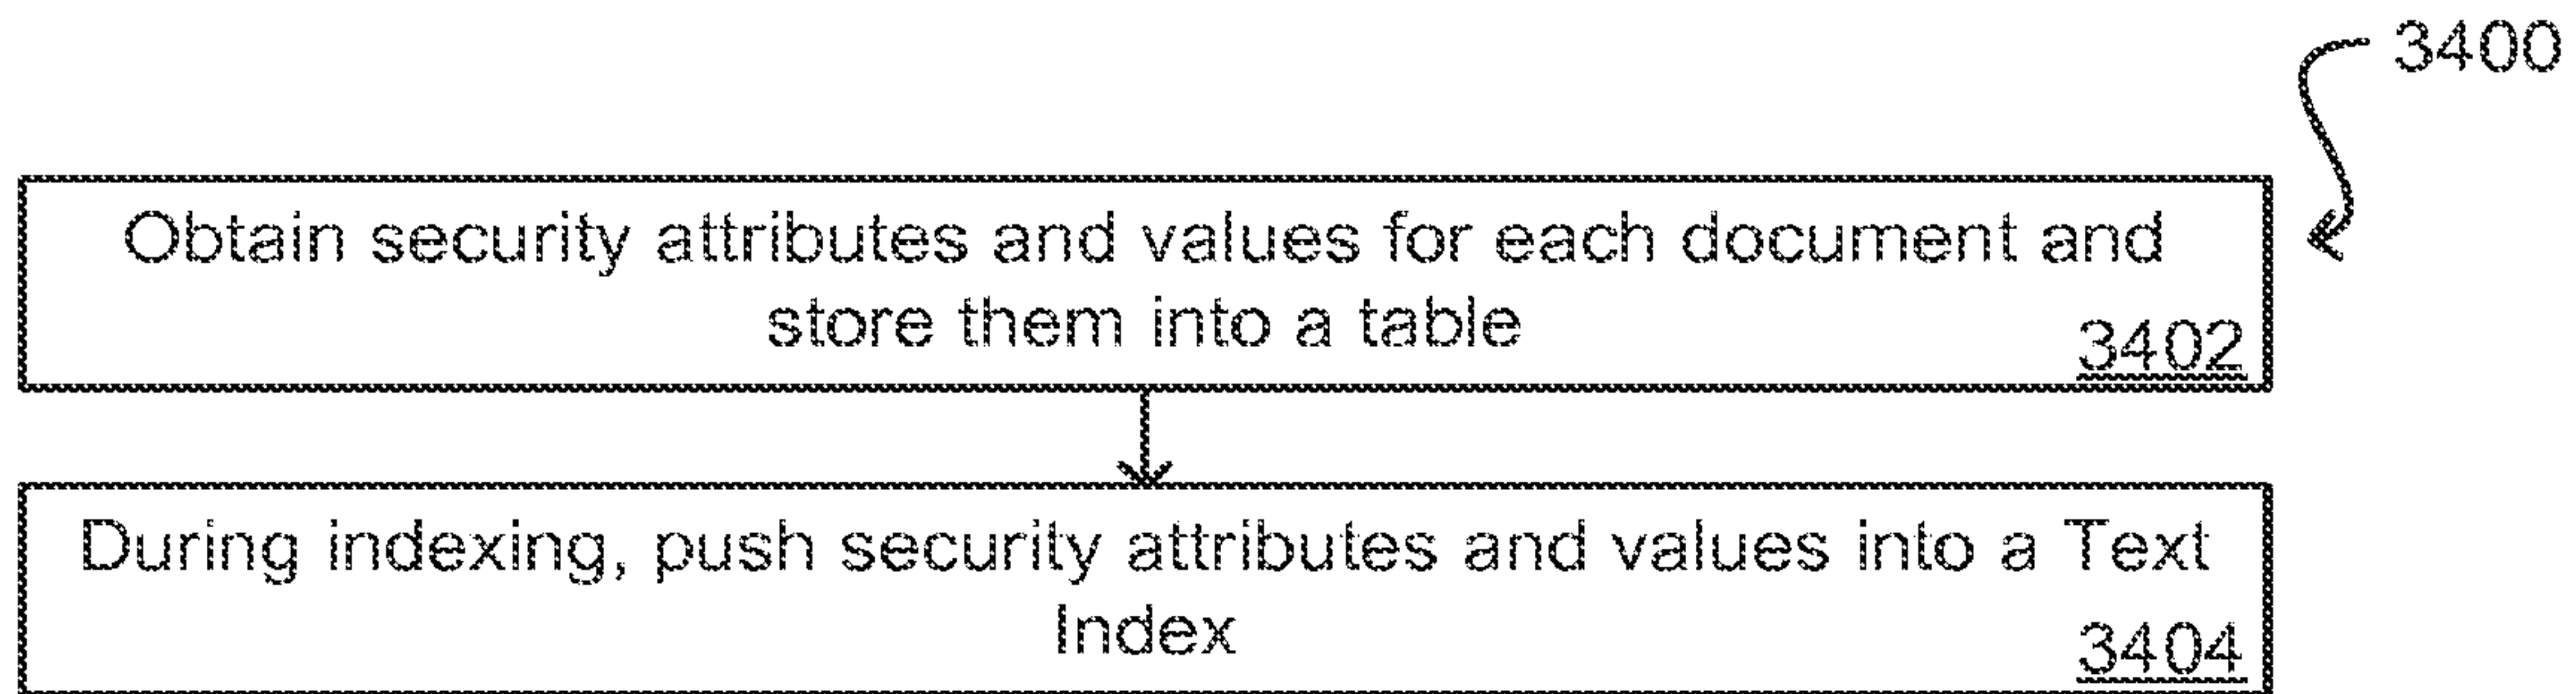 3400
Obtain security attributes and values for each document and
store them into a table
3402
During indexing, push security attributes and values into a Text
Index
3404